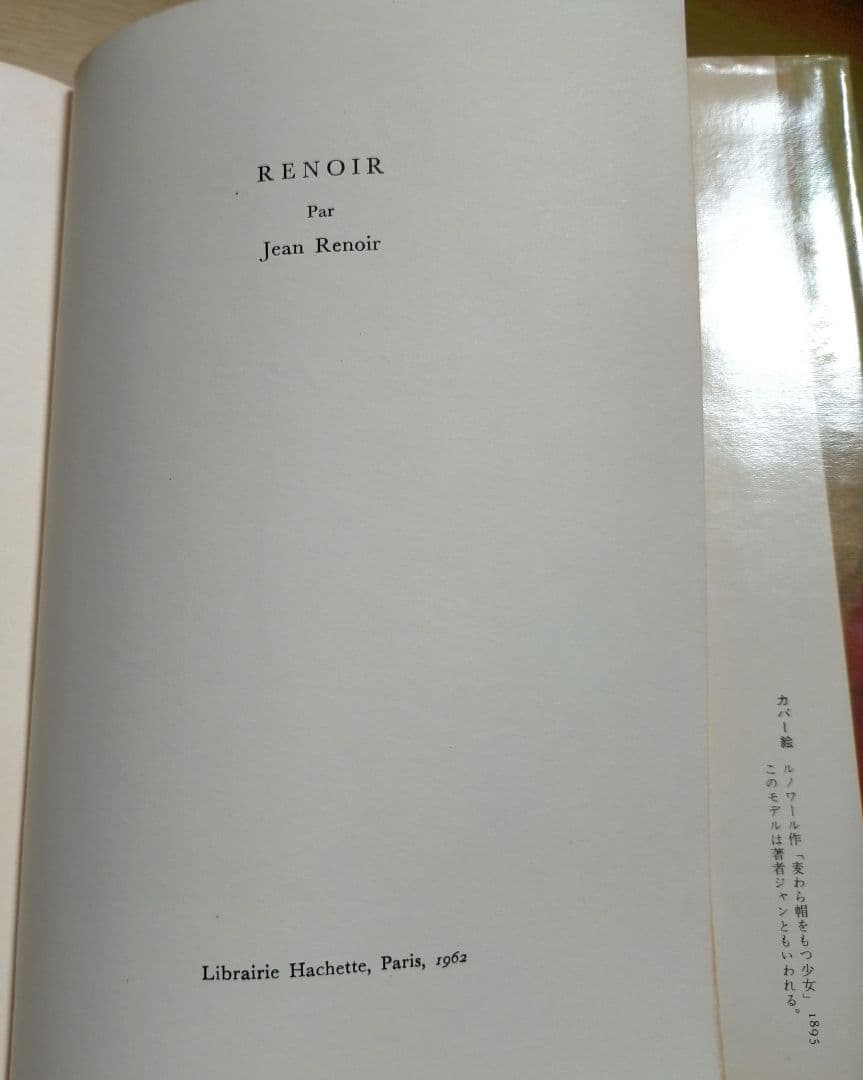 RENOIR
Par
Jean Renoir
Librairie Hachette, Paris, 1962
カバー絵 ルノワール作「麦わら帽をもつ少女」 1895
このモデルは著者ジャンともいわれる。